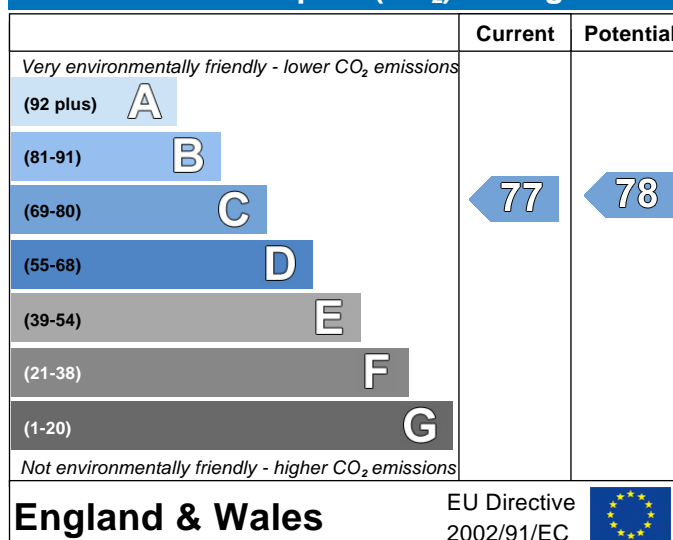 Current Potential
Very environmentally friendly - lower CO₂ emissions
(92 plus) A
(81-91) B
(69-80) C
77 78
(55-68) D
(39-54) E
(21-38) F
(1-20) G
Not environmentally friendly - higher CO₂ emissions
England & Wales
EU Directive
2002/91/EC